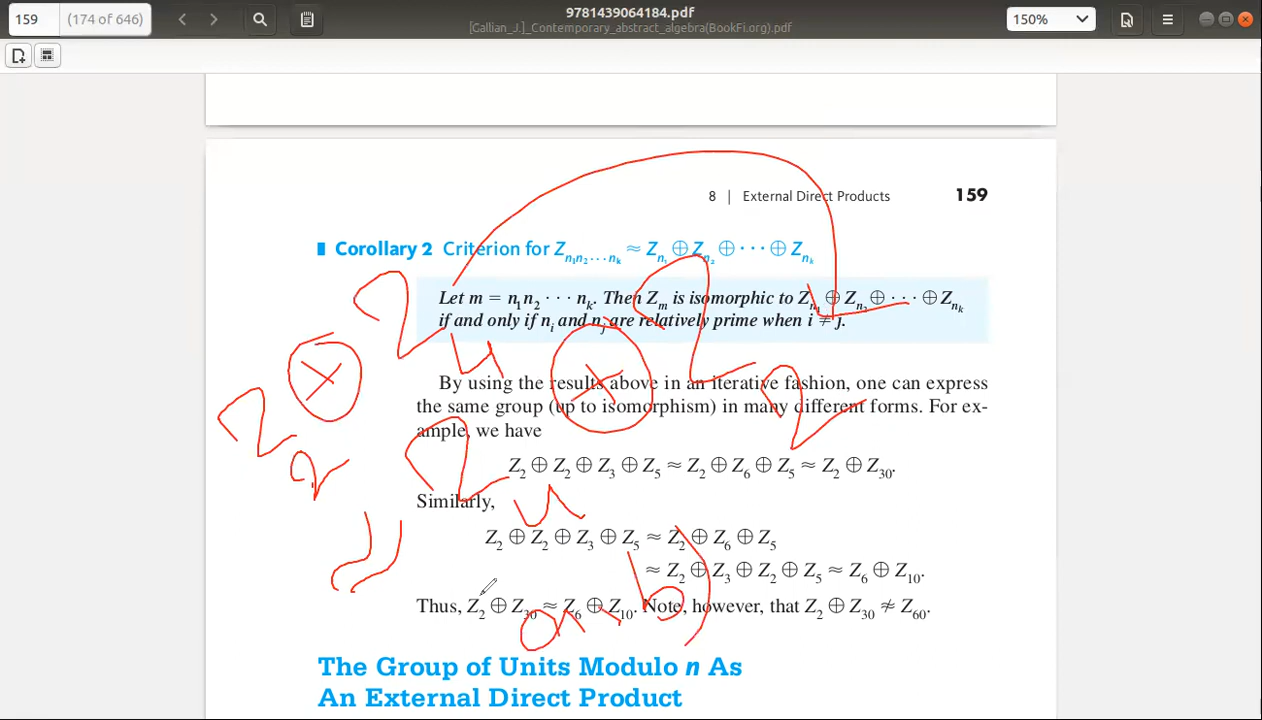 159 (174 of 646) 9781439064184.pdf 150%
[Gallian_J.]_Contemporary_abstract_algebra(BookFi.org).pdf
8 | External Direct Products 159
Corollary 2 Criterion for Z_{n₁n₂...n_k} ≈ Z_{n₁} ⊕ Z_{n₂} ⊕ ··· ⊕ Z_{n_k}
Let m = n₁n₂ ··· n_k. Then Z_m is isomorphic to Z_{n₁} ⊕ Z_{n₂} ⊕ ··· ⊕ Z_{n_k}
if and only if n_i and n_j are relatively prime when i ≠ j.
By using the results above in an iterative fashion, one can express
the same group (up to isomorphism) in many different forms. For ex-
ample, we have
Z₂ ⊕ Z₂ ⊕ Z₃ ⊕ Z₅ ≈ Z₂ ⊕ Z₆ ⊕ Z₅ ≈ Z₂ ⊕ Z₃₀.
Similarly,
Z₂ ⊕ Z₂ ⊕ Z₃ ⊕ Z₅ ≈ Z₂ ⊕ Z₆ ⊕ Z₅
≈ Z₂ ⊕ Z₃ ⊕ Z₂ ⊕ Z₅ ≈ Z₆ ⊕ Z₁₀.
Thus, Z₂ ⊕ Z₃₀ ≈ Z₆ ⊕ Z₁₀. Note, however, that Z₂ ⊕ Z₃₀ ≉ Z₆₀.
The Group of Units Modulo n As
An External Direct Product